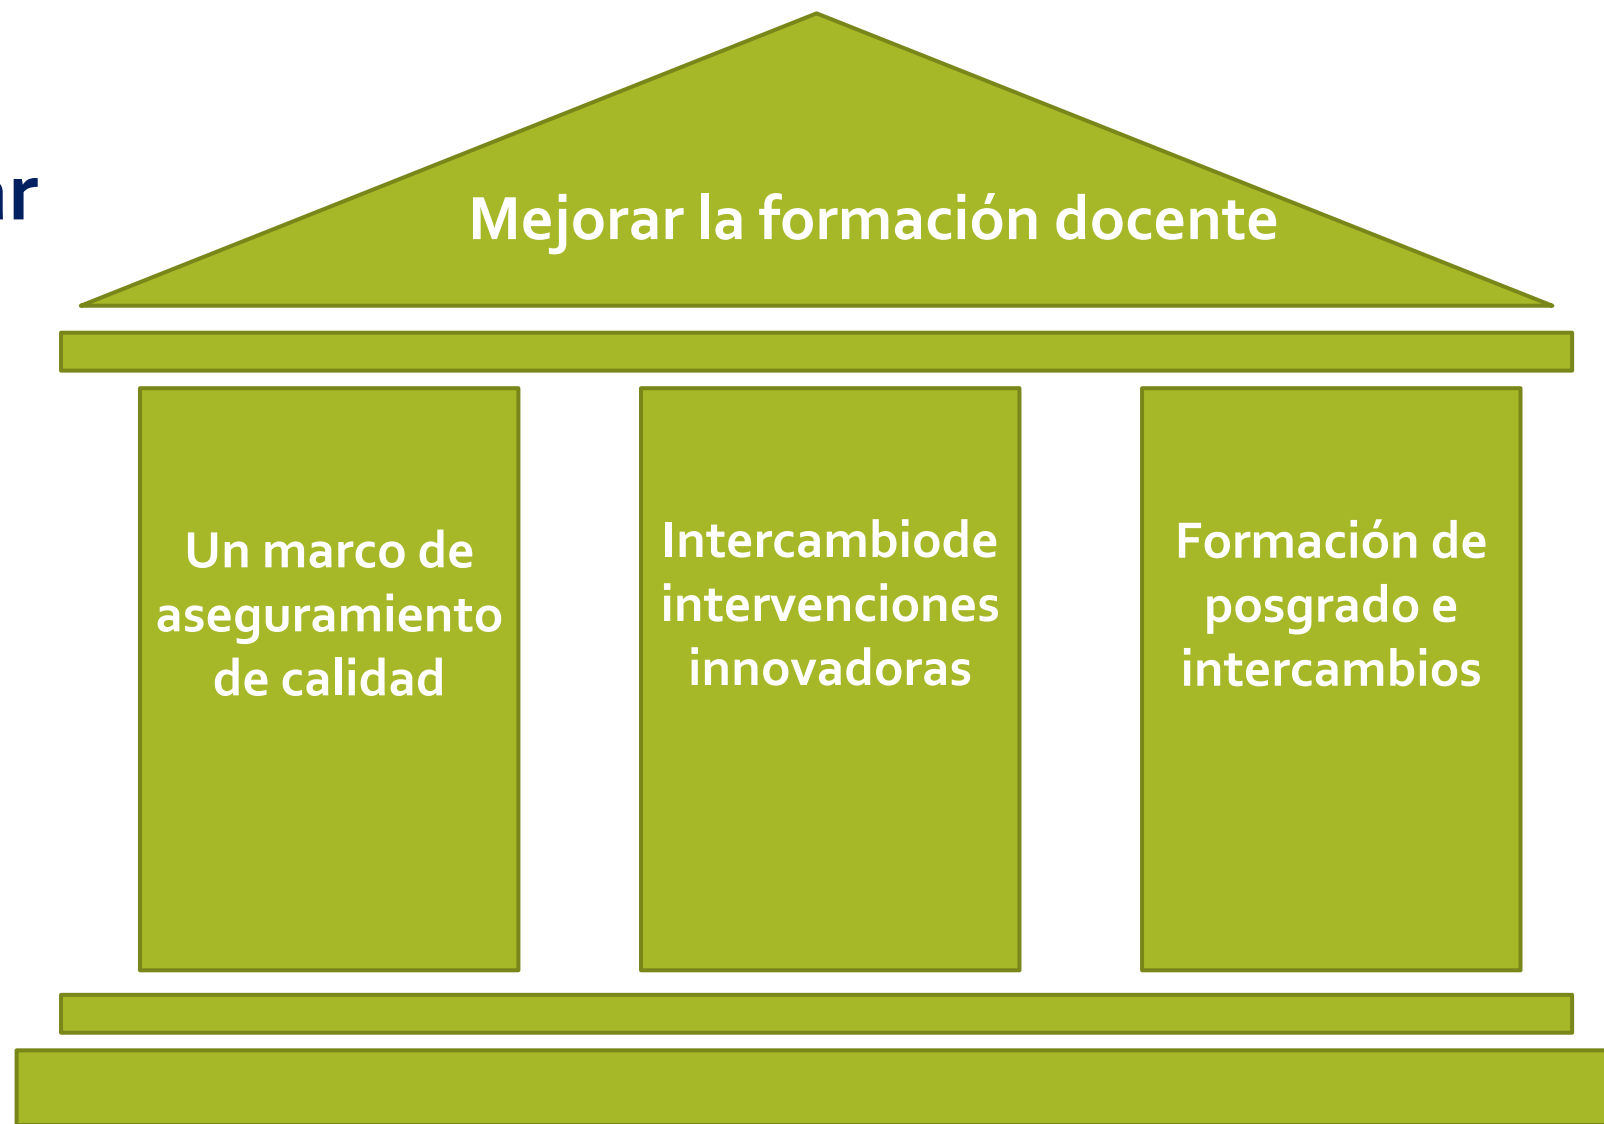 Mejorar la formación docente
Un marco de
aseguramiento
de calidad
Intercambiode
intervenciones
innovadoras
Formación de
posgrado e
intercambios